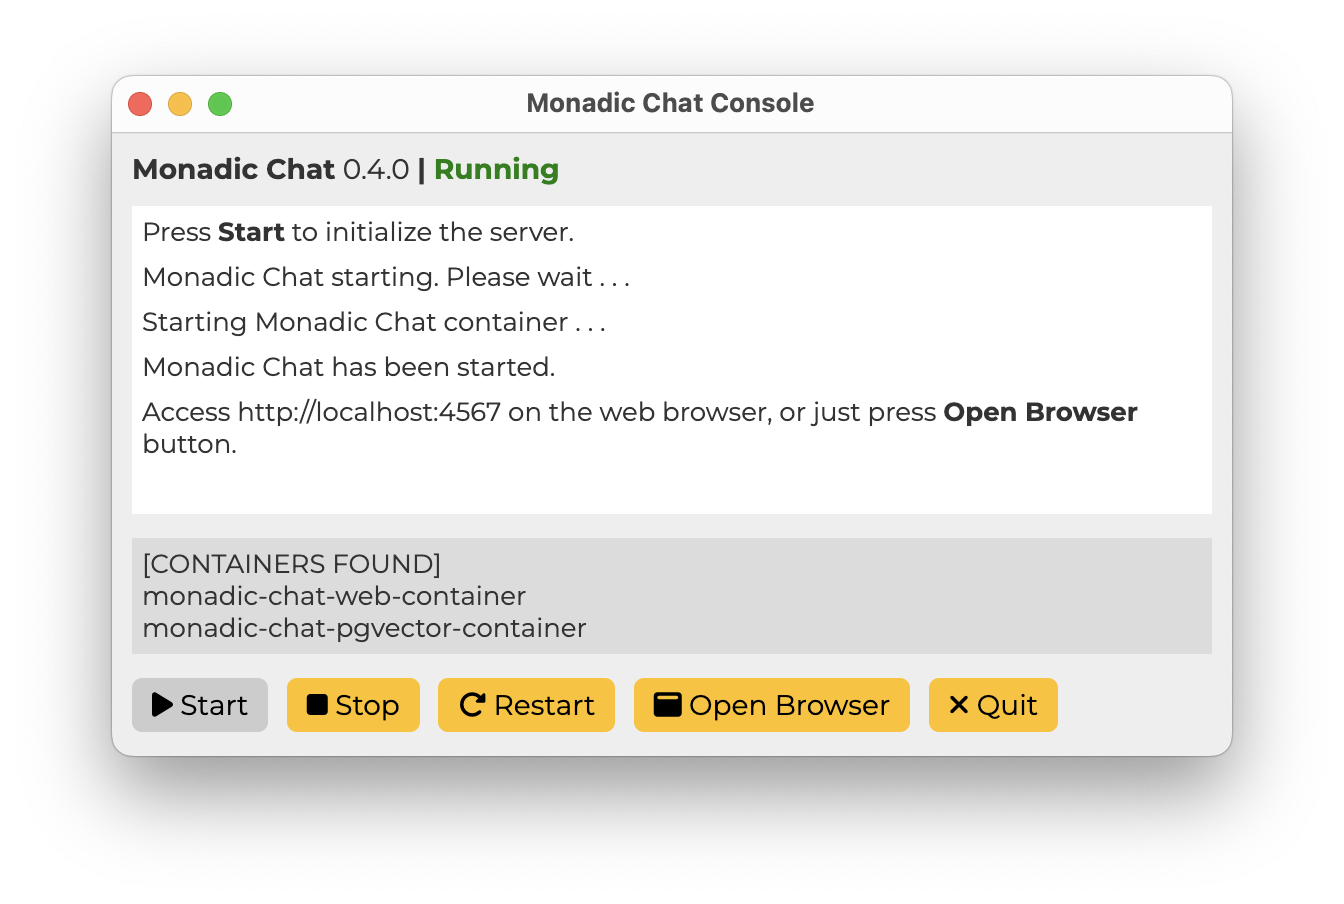 Monadic Chat Console
Monadic Chat 0.4.0 | Running
Press Start to initialize the server.
Monadic Chat starting. Please wait . . .
Starting Monadic Chat container . . .
Monadic Chat has been started.
Access http://localhost:4567 on the web browser, or just press Open Browser
button.
[CONTAINERS FOUND]
monadic-chat-web-container
monadic-chat-pgvector-container
Start Stop Restart Open Browser Quit